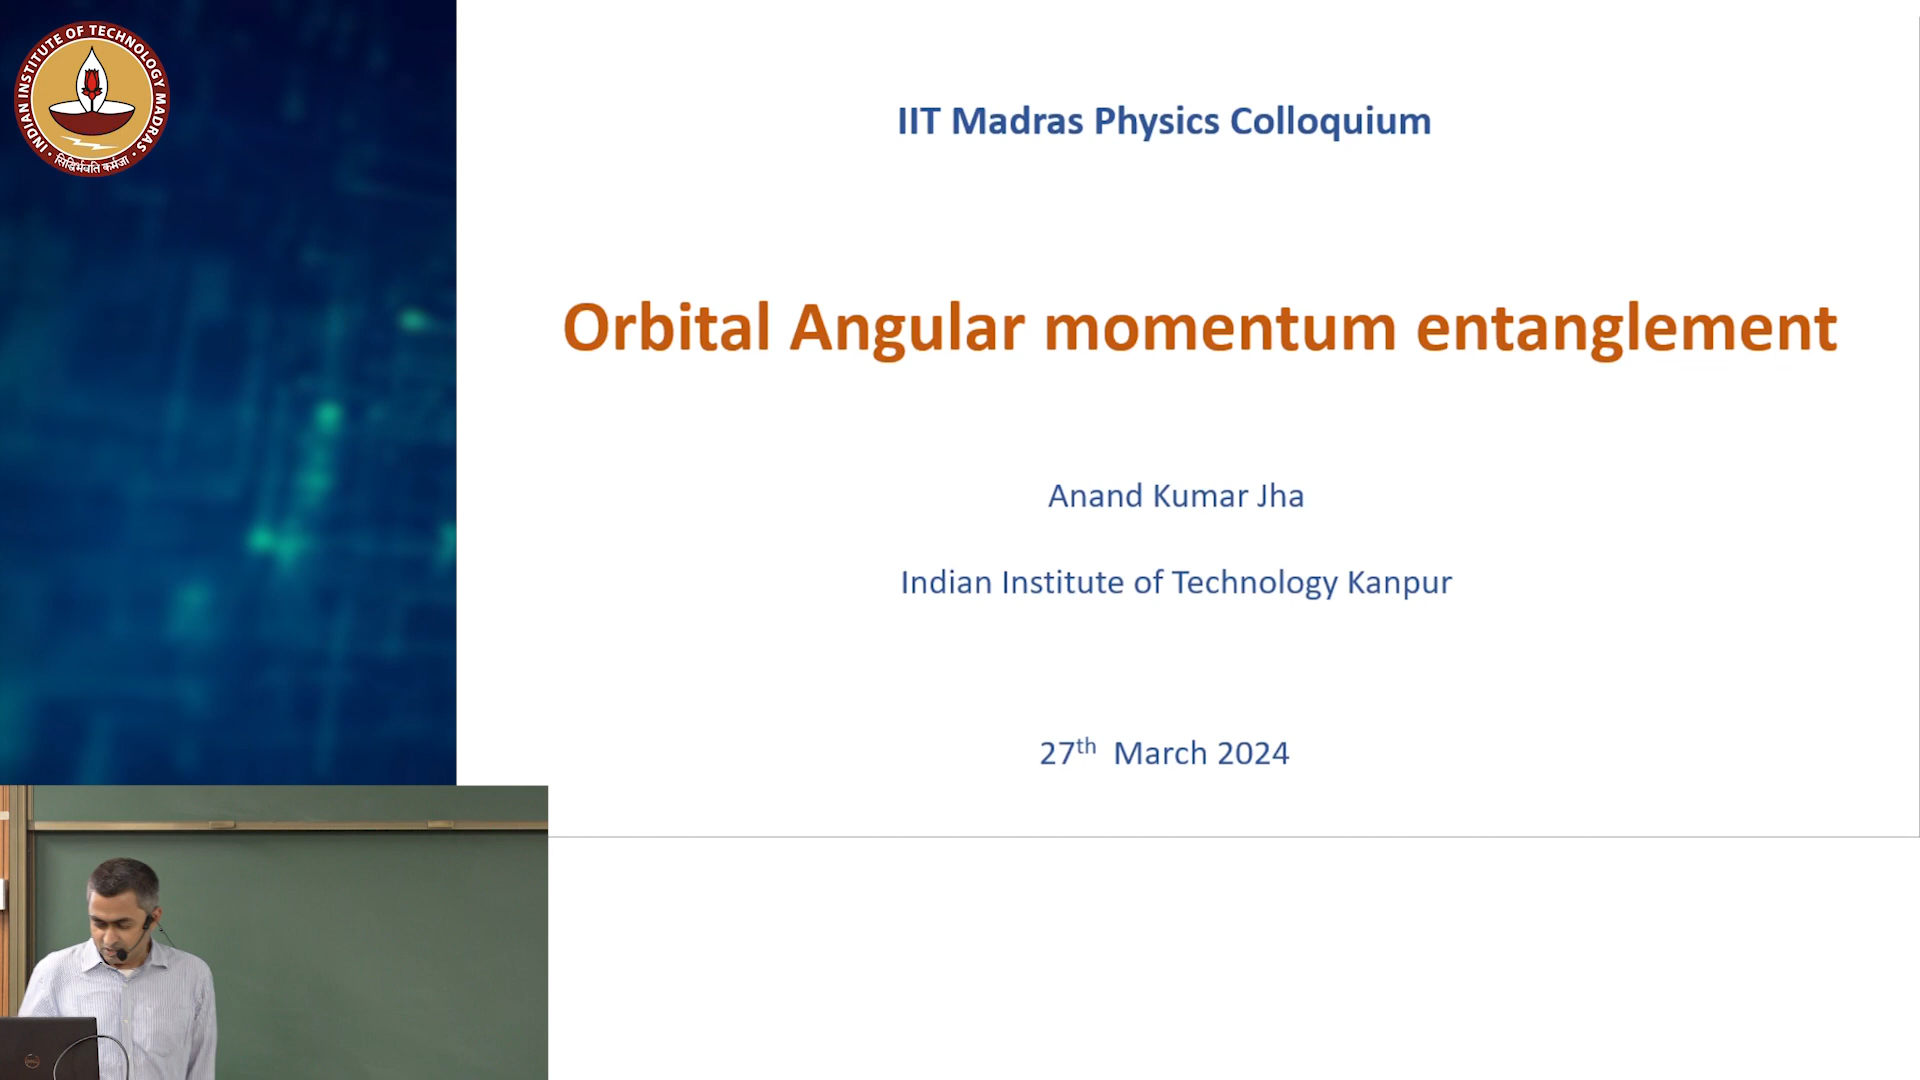 INDIAN INSTITUTE OF TECHNOLOGY MADRAS
सिद्धिर्भवति कर्मजा
IIT Madras Physics Colloquium
Orbital Angular momentum entanglement
Anand Kumar Jha
Indian Institute of Technology Kanpur
27th March 2024
DELL